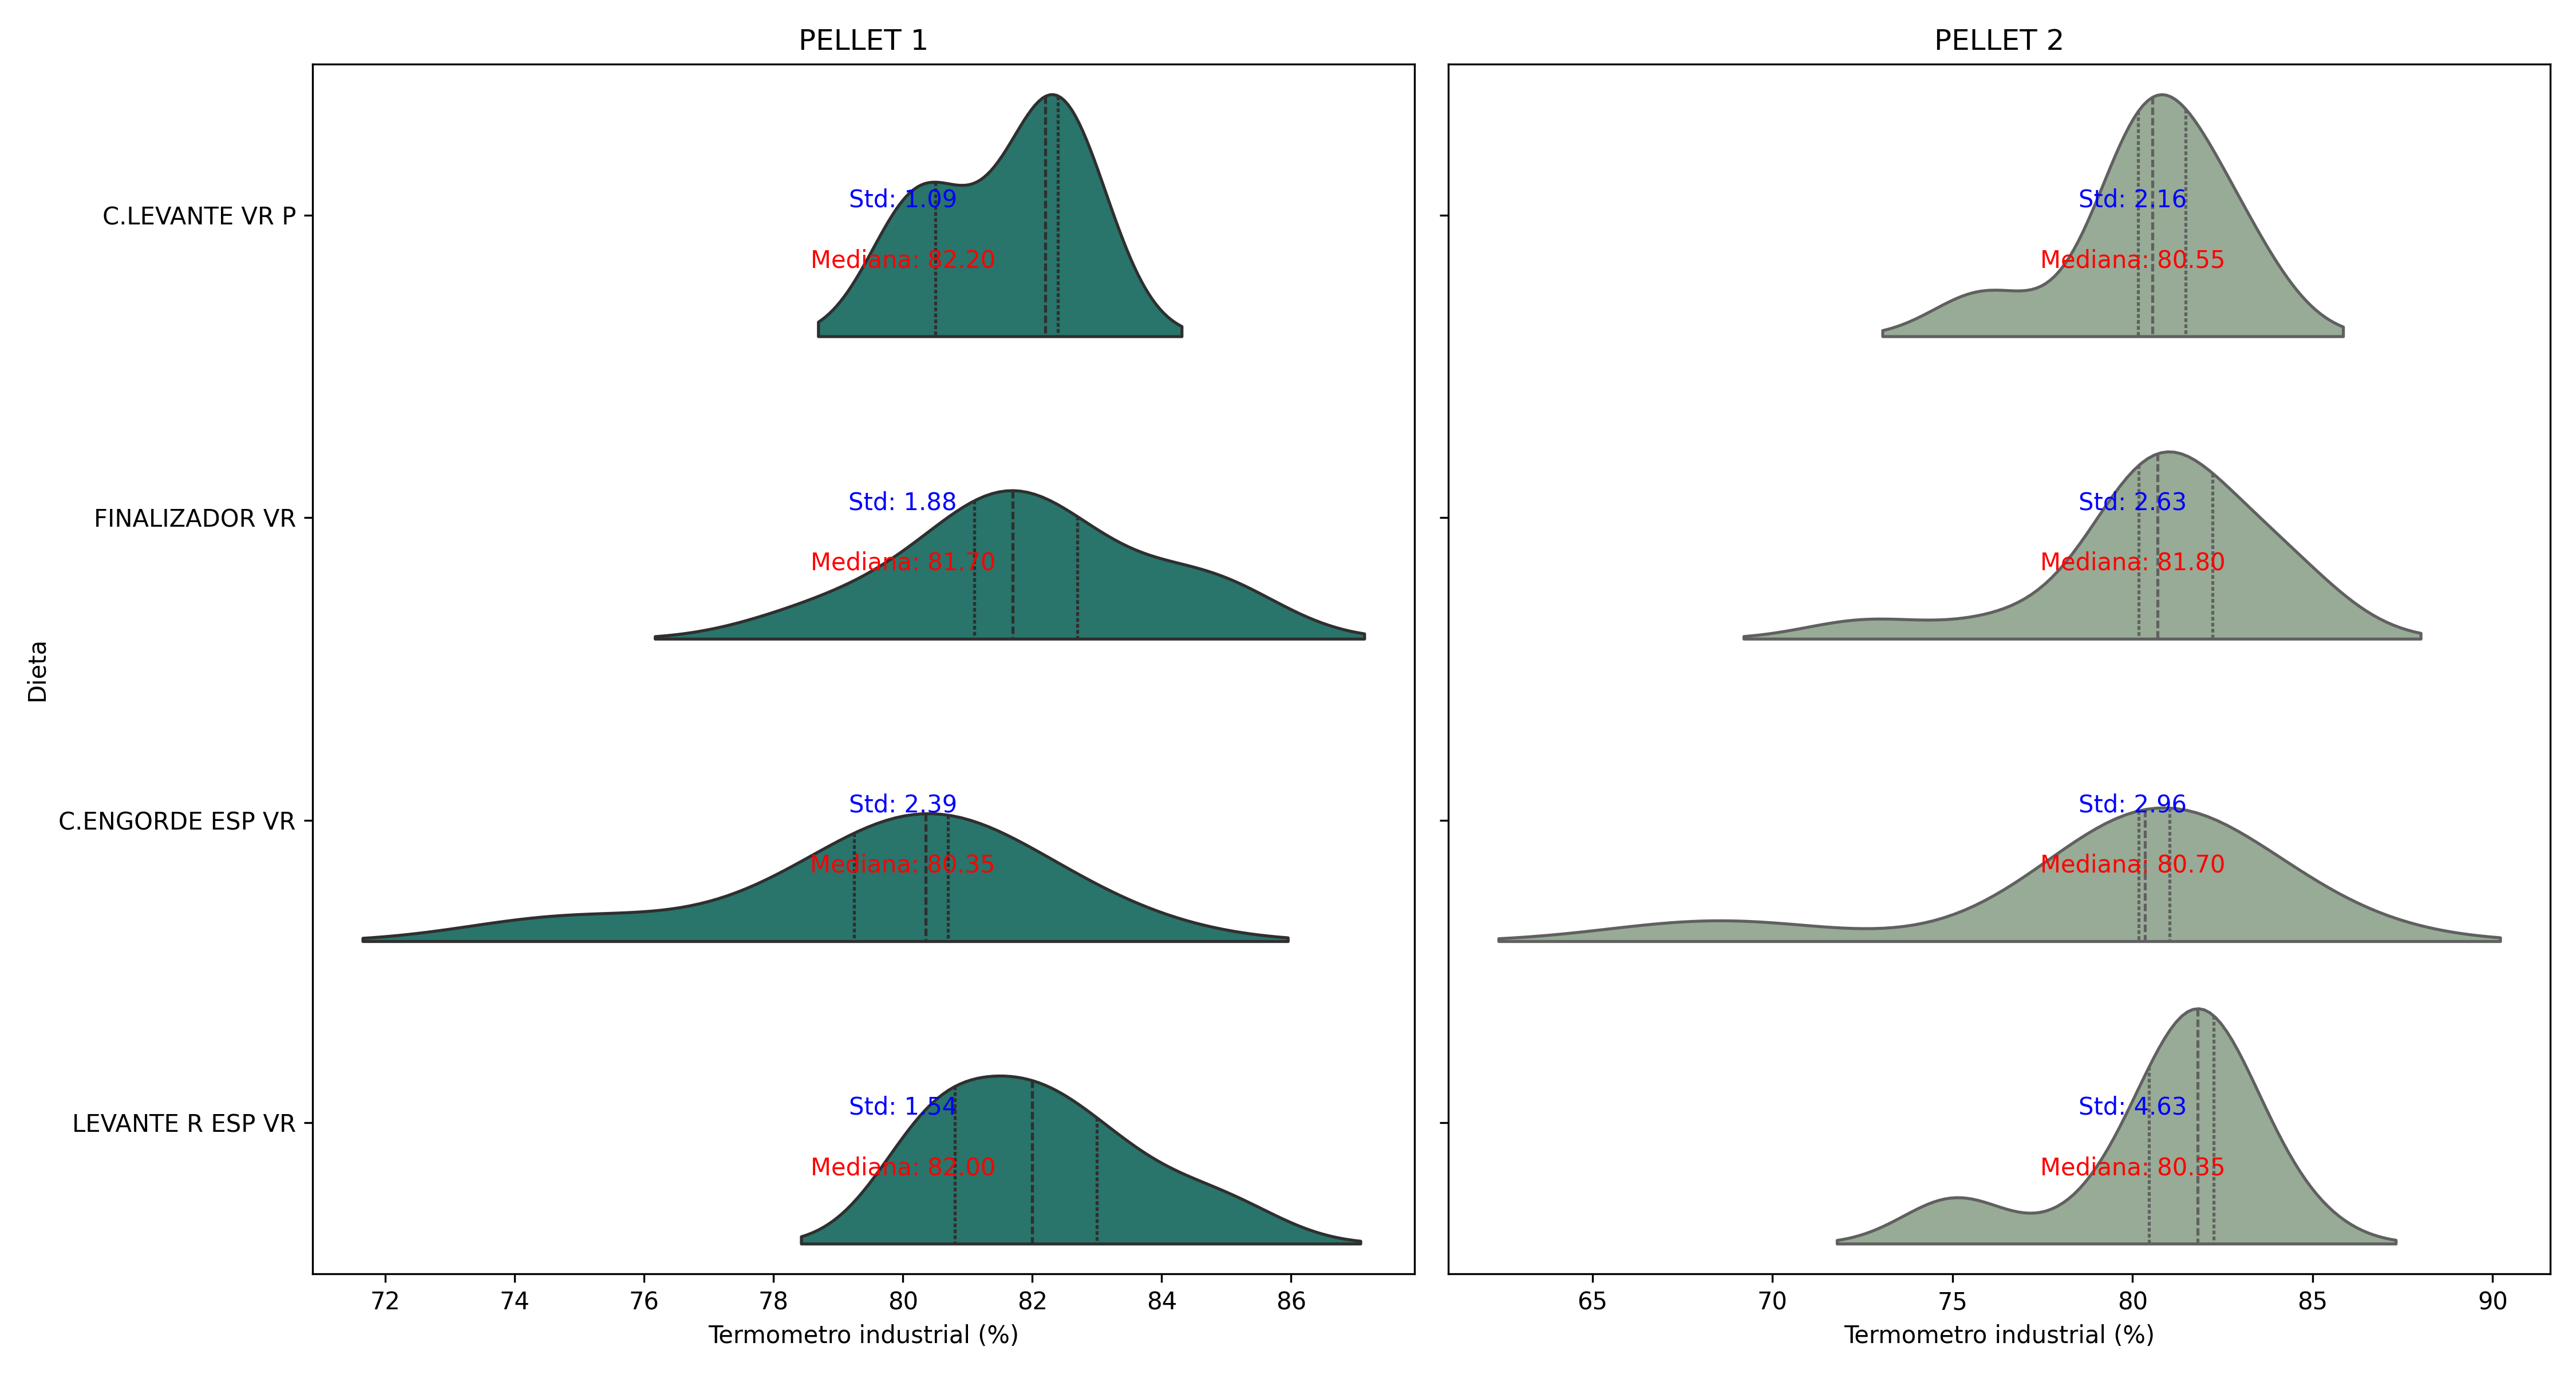 PELLET 1
C.LEVANTE VR P
Std: 1.09
Mediana: 82.20
FINALIZADOR VR
Std: 1.88
Mediana: 81.70
C.ENGORDE ESP VR
Std: 2.39
Mediana: 80.35
LEVANTE R ESP VR
Std: 1.54
Mediana: 82.00
Dieta
72 74 76 78 80 82 84 86
Termometro industrial (%)
PELLET 2
Std: 2.16
Mediana: 80.55
Std: 2.63
Mediana: 81.80
Std: 2.96
Mediana: 80.70
Std: 4.63
Mediana: 80.35
65 70 75 80 85 90
Termometro industrial (%)